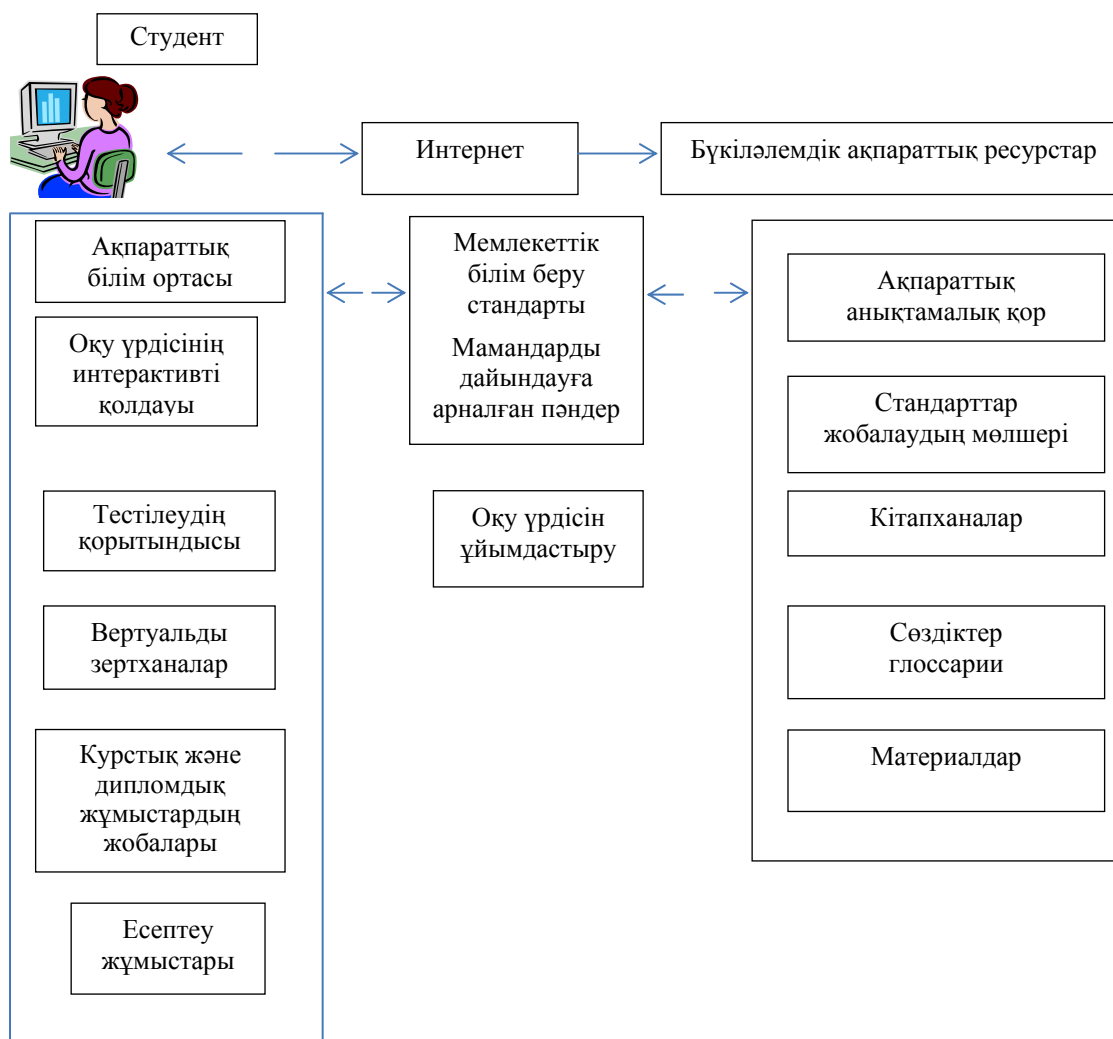 Студент
Интернет
Бүкіләлемдік ақпараттық ресурстар
Ақпараттық
білім ортасы
Оқу үрдісінің
интерактивті
қолдауы
Тестілеудің
қорытындысы
Вертуальды
зертханалар
Курстық және
дипломдық
жұмыстардың
жобалары
Есептеу
жұмыстары
Мемлекеттік
білім беру
стандарты
Мамандарды
дайындауға
арналған пәндер
Оқу үрдісін
ұйымдастыру
Ақпараттық
анықтамалық қор
Стандарттар
жобалаудың мөлшері
Кітапханалар
Сөздіктер
глоссарии
Материалдар